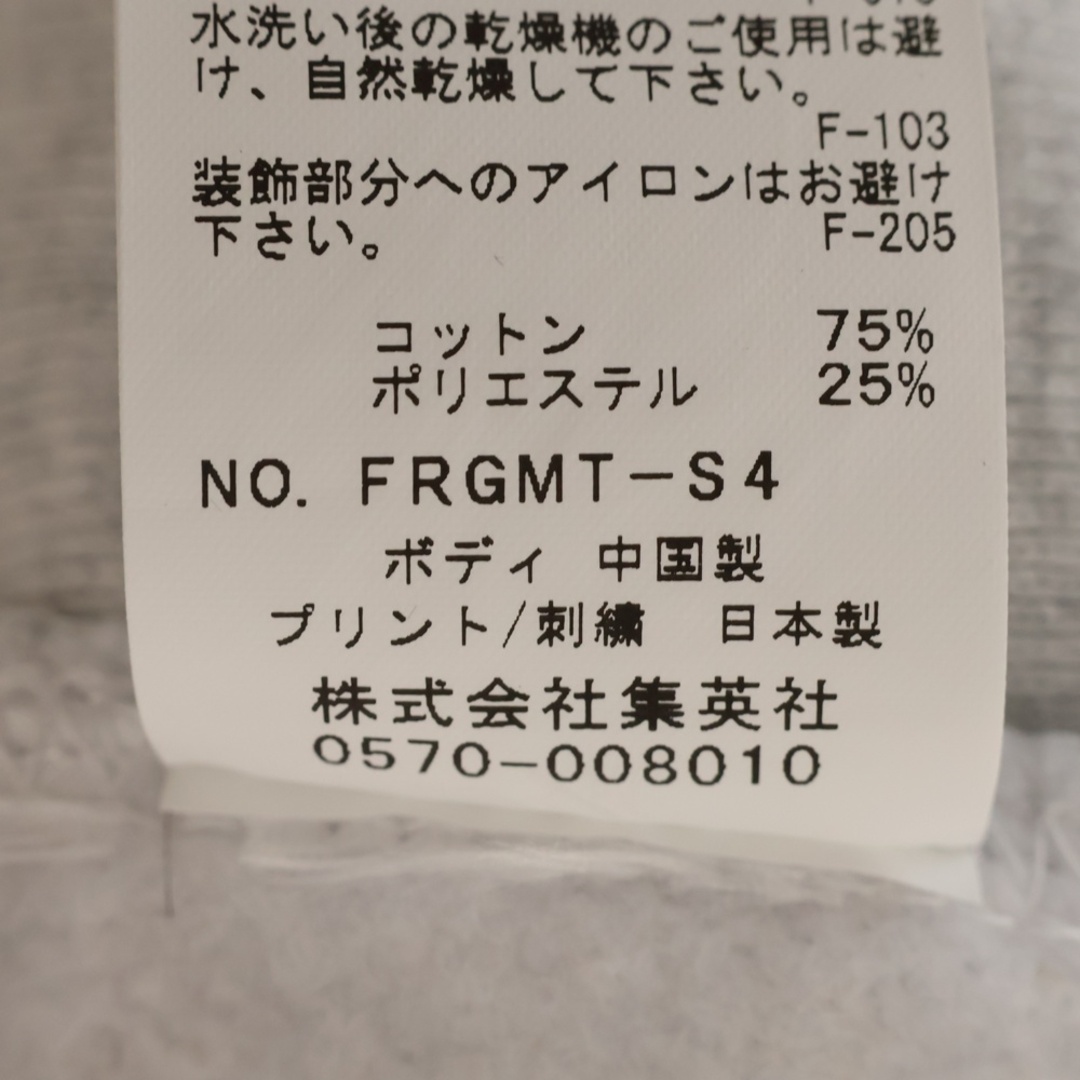 水洗い後の乾燥機のご使用は避
け、自然乾燥して下さい。
F-103
装飾部分へのアイロンはお避け
下さい。 F-205
コットン 75%
ポリエステル 25%
NO. FRGMT-S4
ボディ 中国製
プリント/刺繍 日本製
株式会社集英社
0570-008010